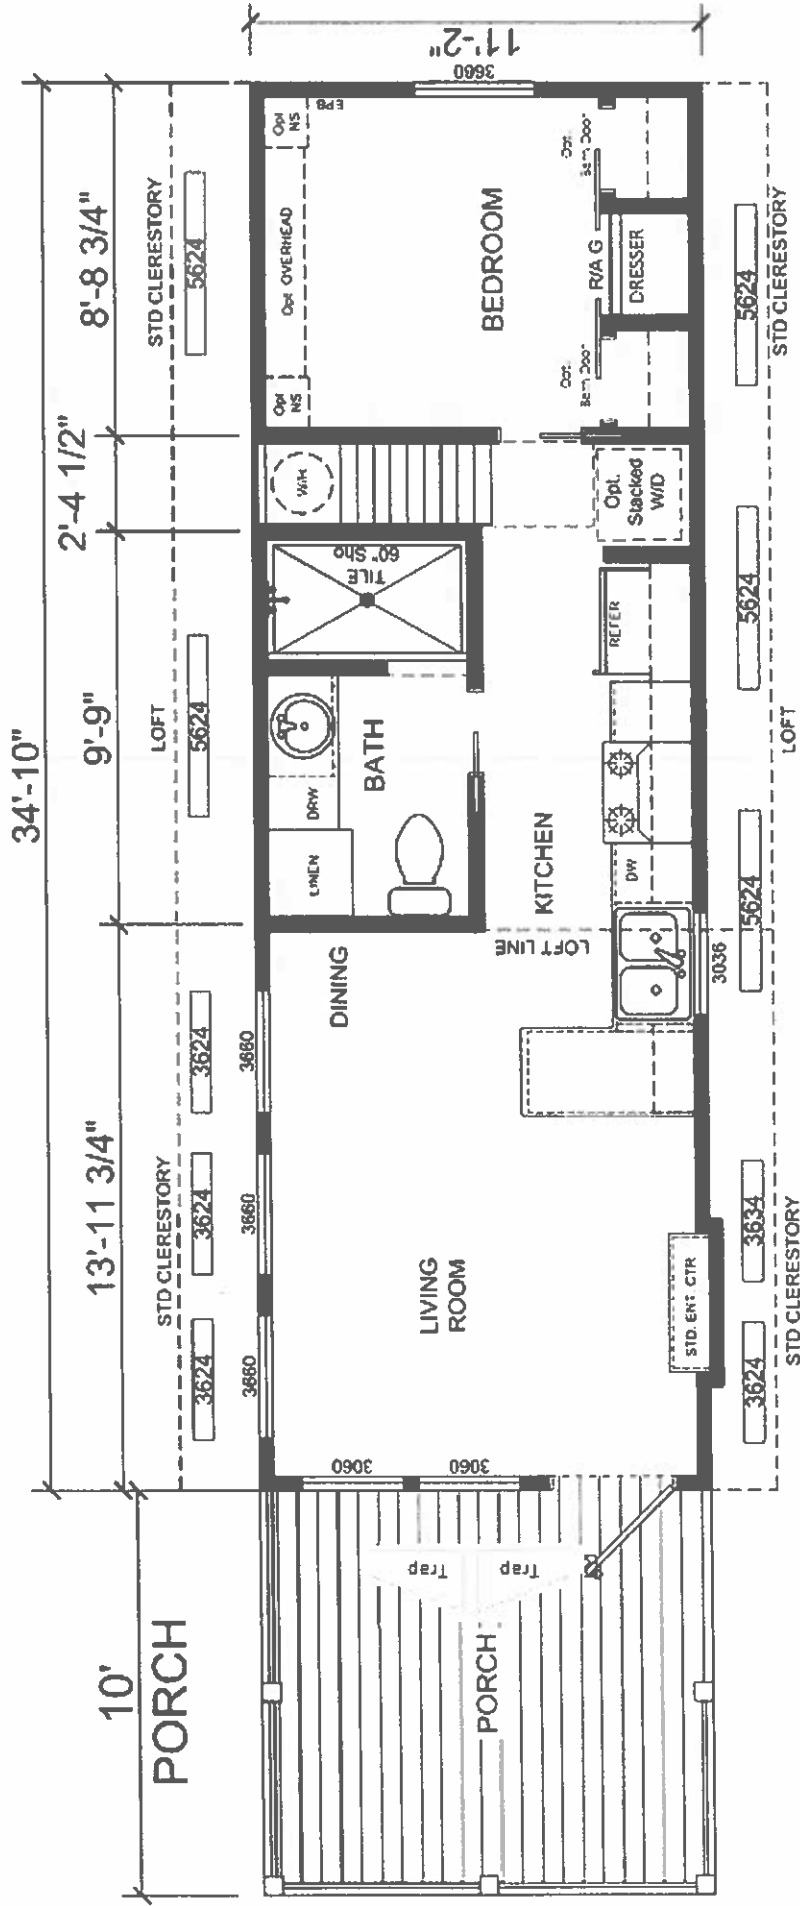 34'-10"
10'
PORCH
13'-11 3/4"
9'-9"
2'-4 1/2"
8'-8 3/4"
11'-2"
STD CLERESTORY
LOFT
STD CLERESTORY
3624
3624
3624
5624
5624
3660
3660
3660
3660
3060
3060
Trap
Trap
PORCH
LIVING
ROOM
DINING
LOFT LINE
KITCHEN
BATH
LINEN
DRW
TILE
60" Sho
W/H
Opt
NS
Opt OVERHEAD
Opt
NS
EPB
BEDROOM
Opt.
Barn Door
R/A G
Opt.
Barn Door
DRESSER
Opt.
Stacked
W/D
REFER
DW
3036
STD. ENT. CTR
3624
3634
5624
5624
5624
STD CLERESTORY
LOFT
STD CLERESTORY